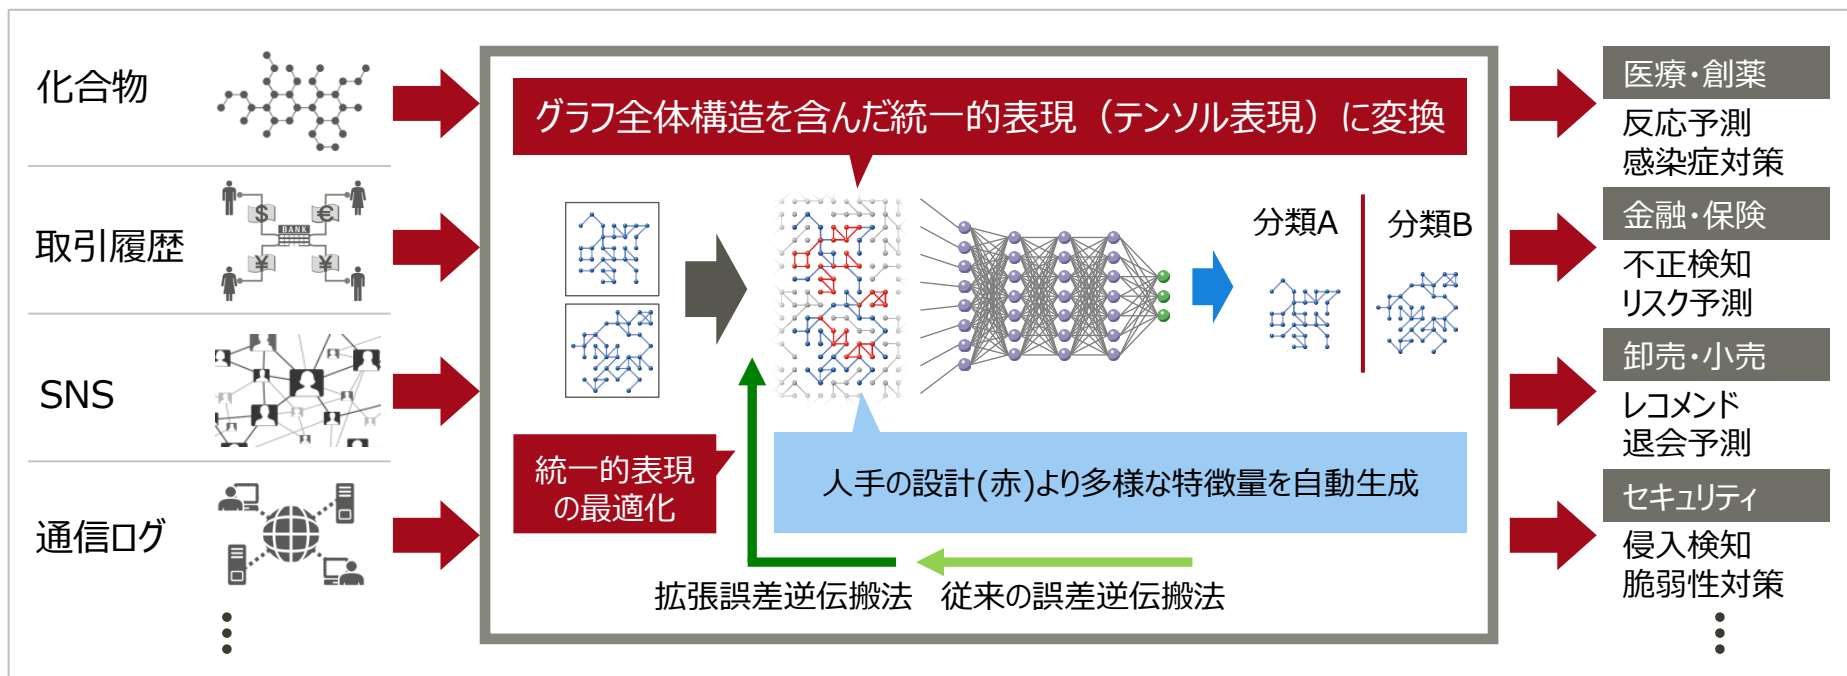 化合物
取引履歴
$
€
BANK
¥
¥
SNS
通信ログ
グラフ全体構造を含んだ統一的表現（テンソル表現）に変換
分類A
分類B
統一的表現
の最適化
人手の設計(赤)より多様な特徴量を自動生成
拡張誤差逆伝搬法
従来の誤差逆伝搬法
医療・創薬
反応予測
感染症対策
金融・保険
不正検知
リスク予測
卸売・小売
レコメンド
退会予測
セキュリティ
侵入検知
脆弱性対策